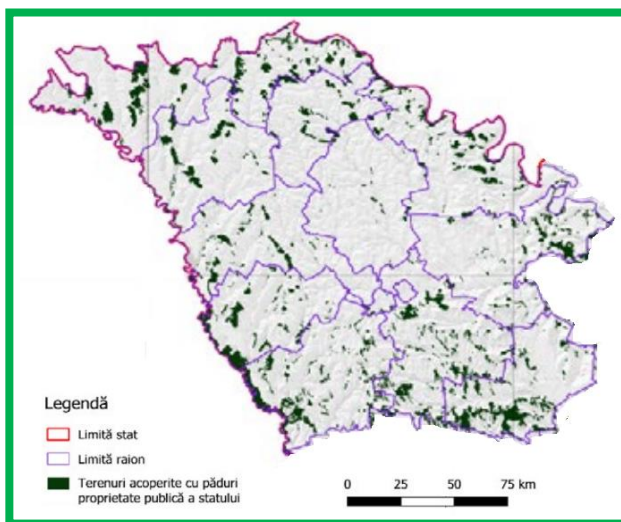 Legendă
Limită stat
Limită raion
Terenuri acoperite cu păduri
proprietate publică a statului
0 25 50 75 km